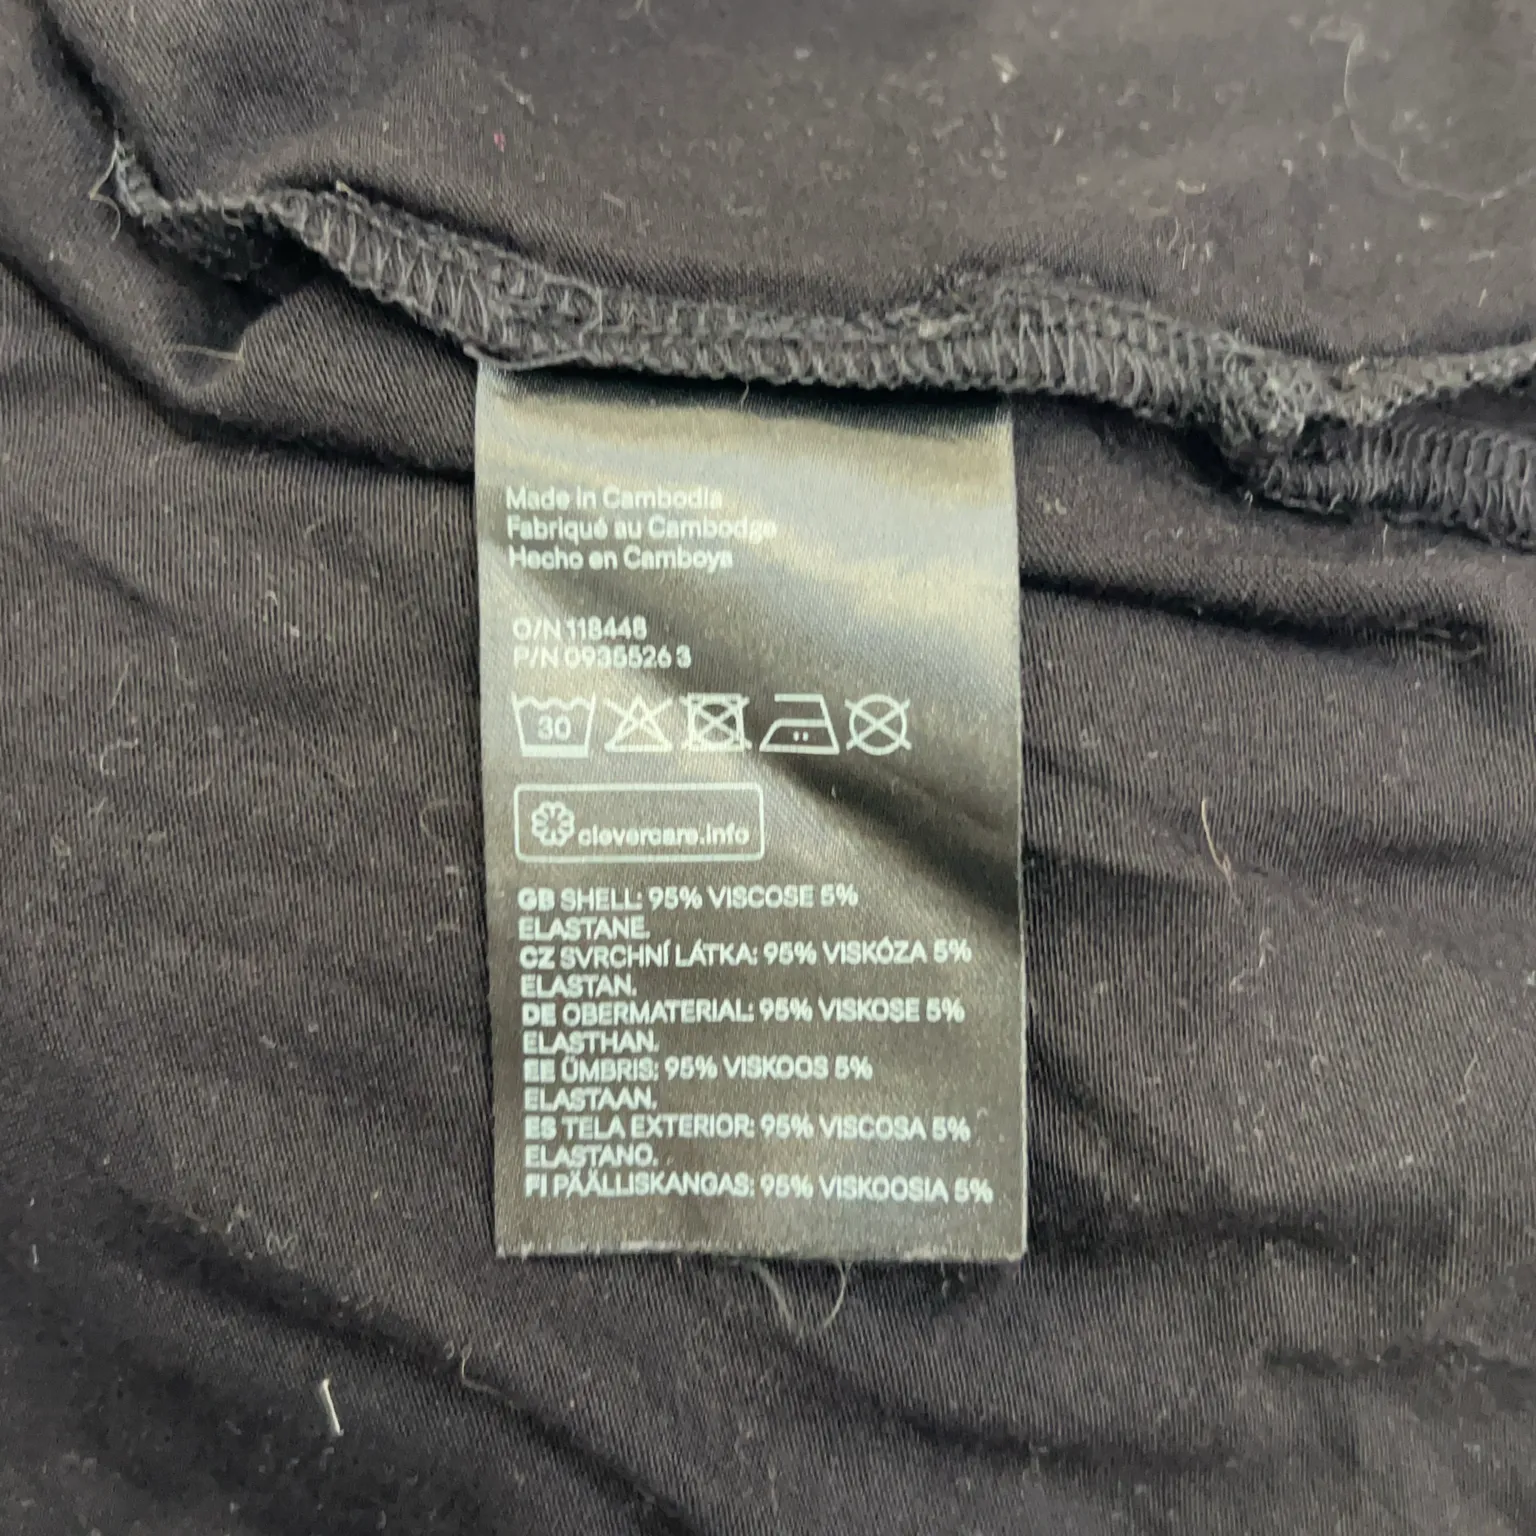 Made in Cambodia
Fabriqué au Cambodge
Hecho en Camboya
O/N 118448
P/N 0935526 3
30
clevercare.info
GB SHELL: 95% VISCOSE 5%
ELASTANE.
CZ SVRCHNÍ LÁTKA: 95% VISKÓZA 5%
ELASTAN.
DE OBERMATERIAL: 95% VISKOSE 5%
ELASTHAN.
EE ÜMBRIS: 95% VISKOOS 5%
ELASTAAN.
ES TELA EXTERIOR: 95% VISCOSA 5%
ELASTANO.
FI PÄÄLLISKANGAS: 95% VISKOOSIA 5%